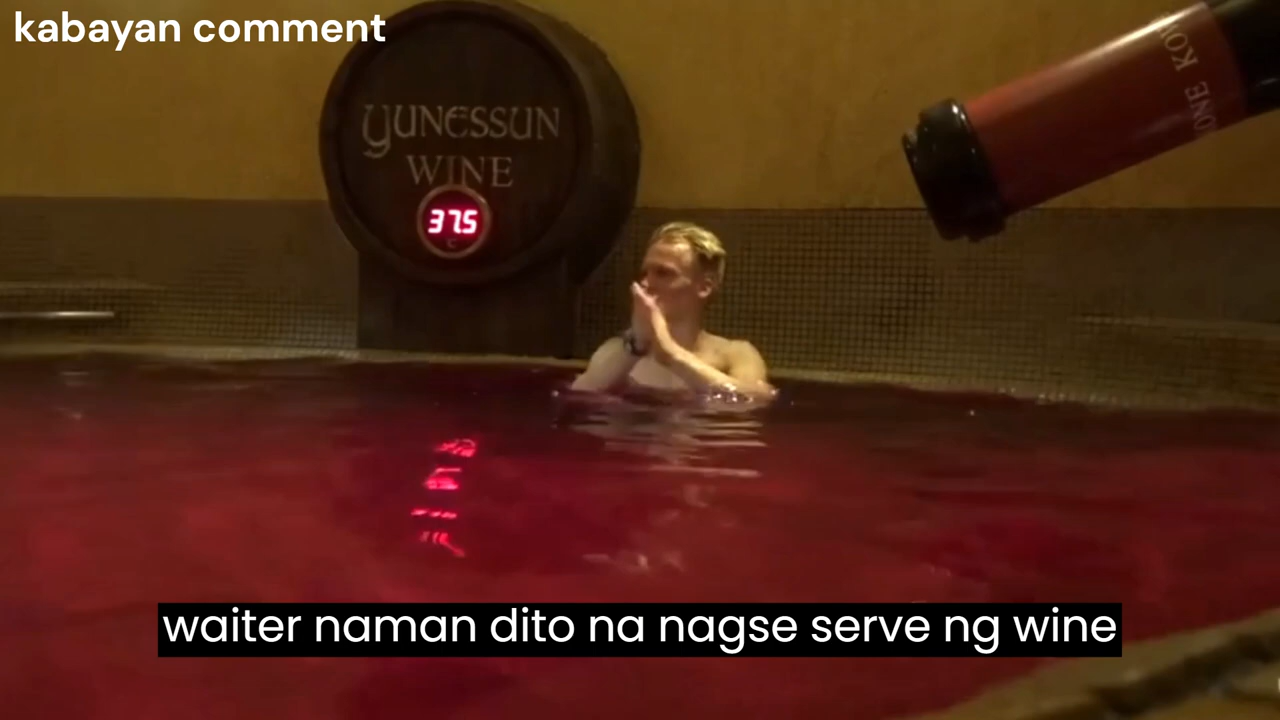 kabayan comment
YUNESSUN
WINE
37.5
°C
waiter naman dito na nagse serve ng wine